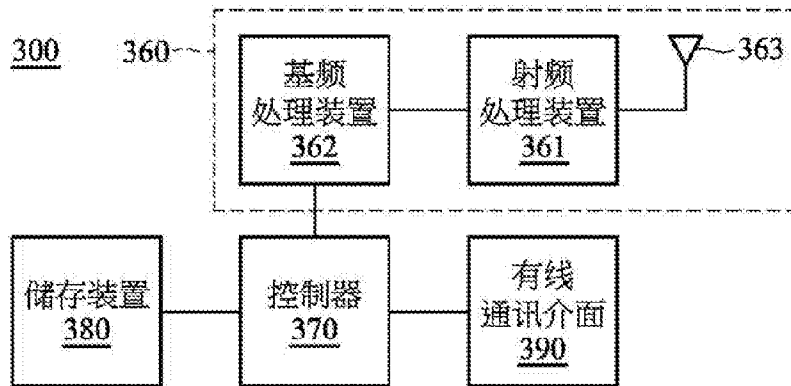 300
360
基频
处理装置
362
射频
处理装置
361
363
储存装置
380
控制器
370
有线
通讯介面
390